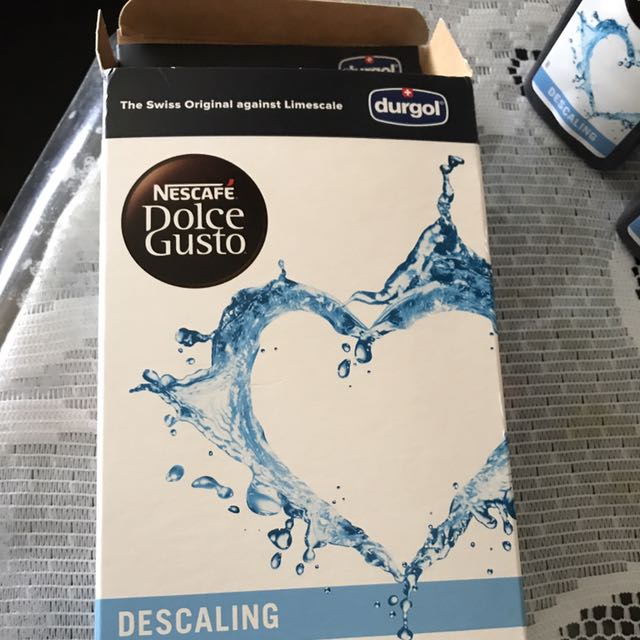 durgol
The Swiss Original against Limescale
durgol
NESCAFÉ
Dolce
Gusto
DESCALING
DESCALING